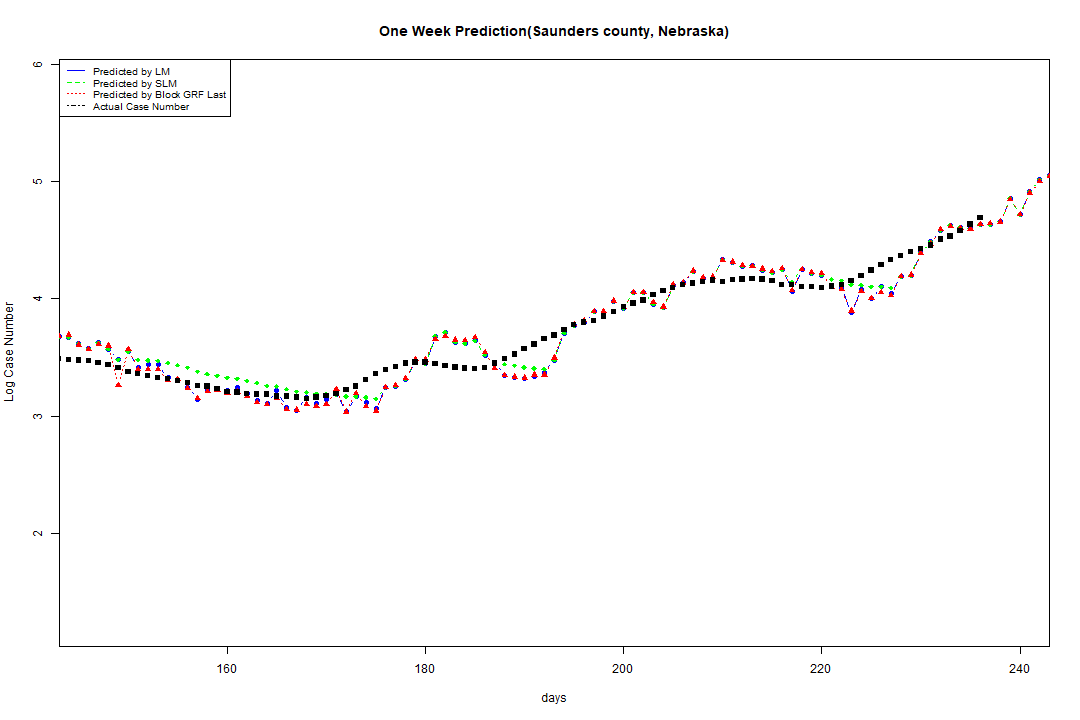 One Week Prediction(Saunders county, Nebraska)
Predicted by LM
Predicted by SLM
Predicted by Block GRF Last
Actual Case Number
6
5
4
3
2
Log Case Number
160 180 200 220 240
days